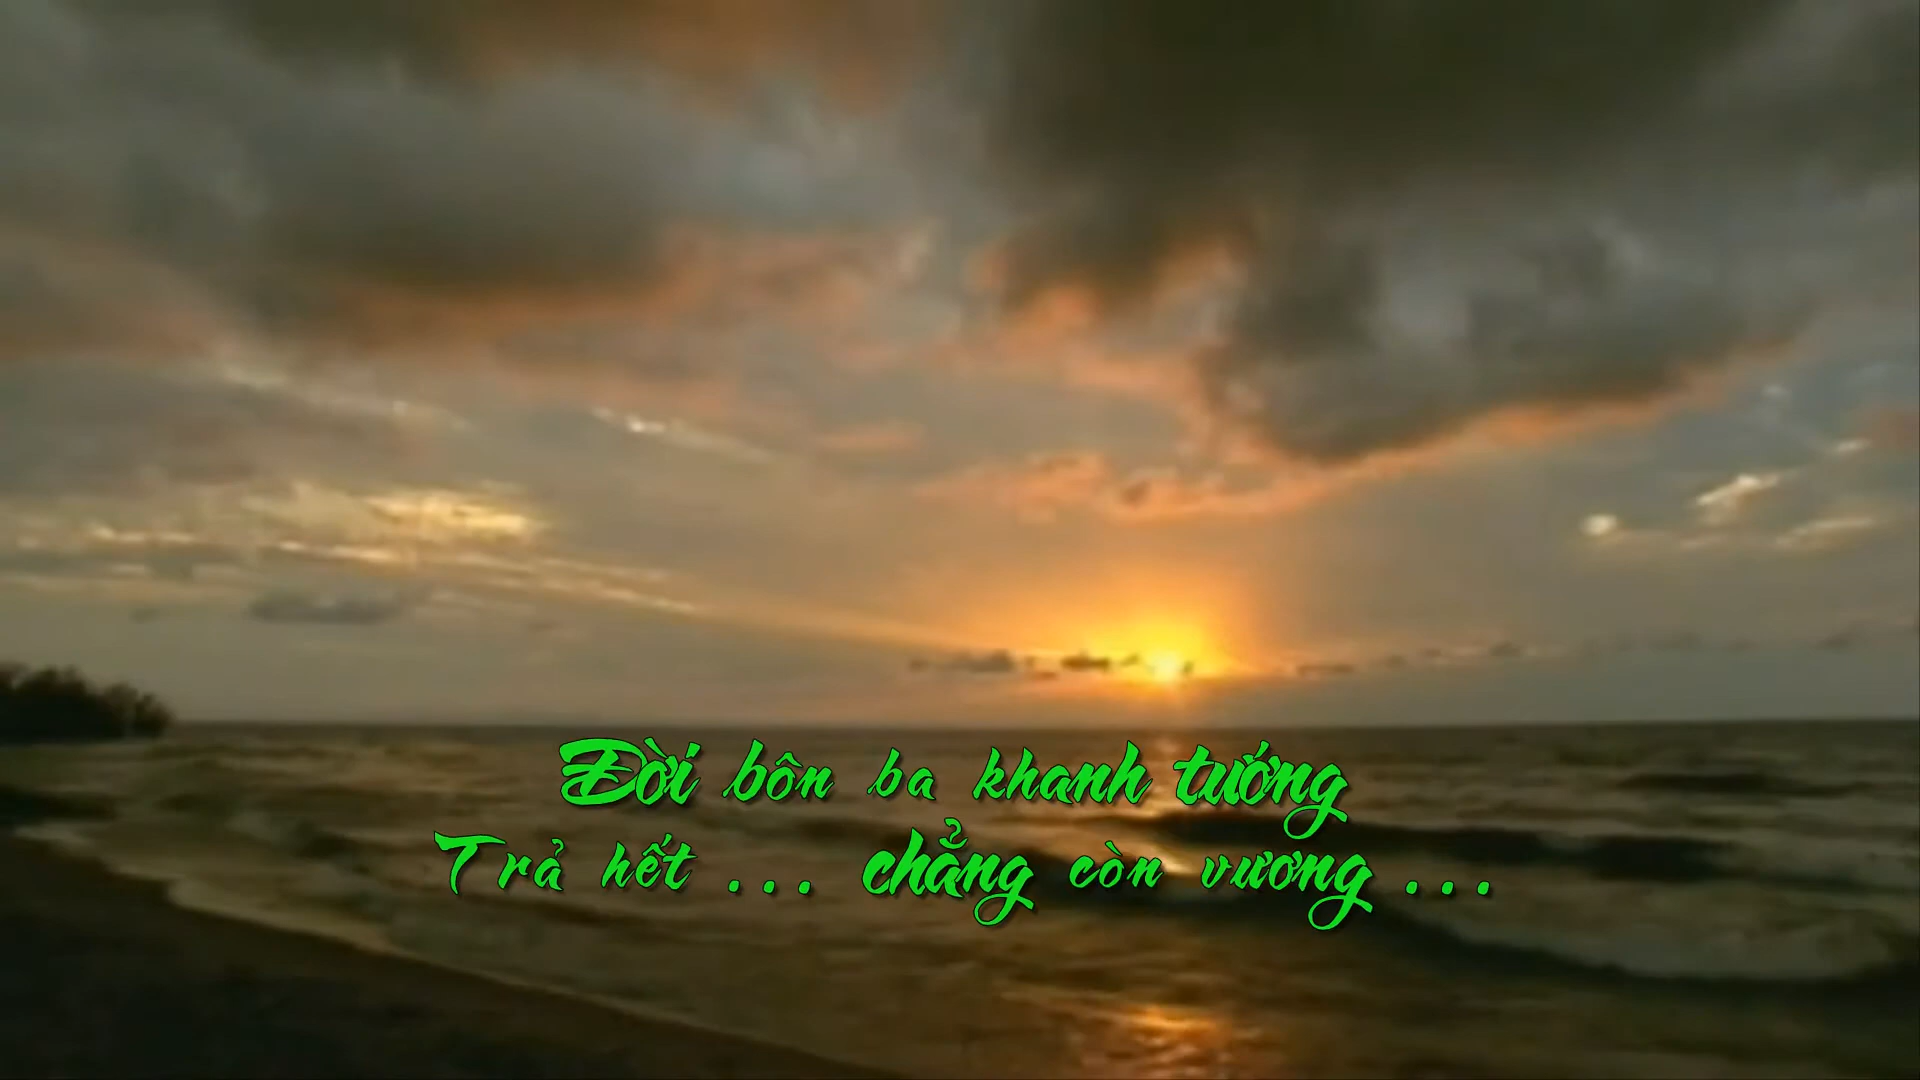 Đời bôn ba khanh tướng
Trả hết ... chẳng còn vương ...